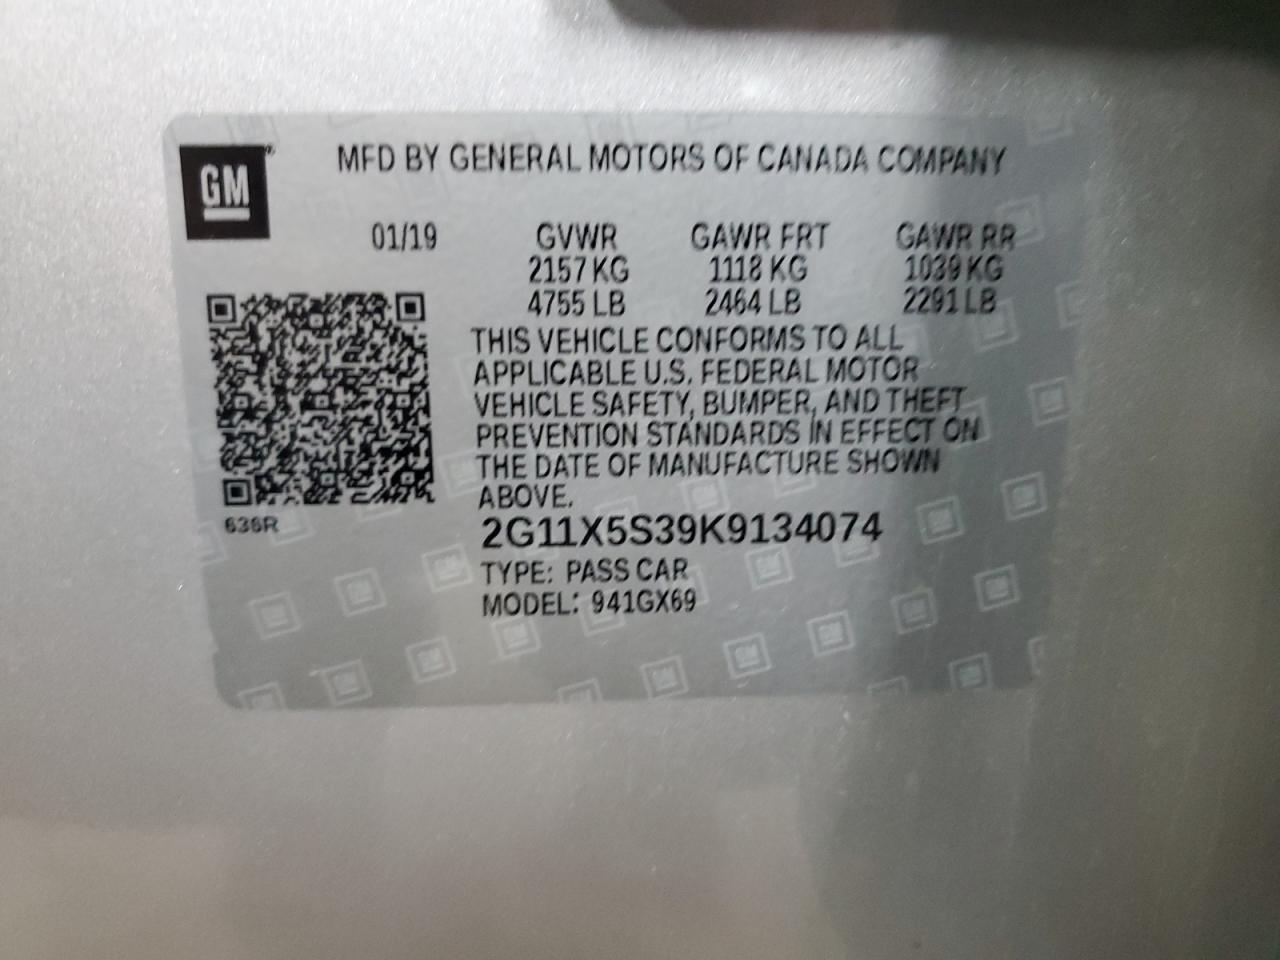 GM
MFD BY GENERAL MOTORS OF CANADA COMPANY
01/19 GVWR GAWR FRT GAWR RR
2157 KG 1118 KG 1039 KG
4755 LB 2464 LB 2291 LB
THIS VEHICLE CONFORMS TO ALL
APPLICABLE U.S. FEDERAL MOTOR
VEHICLE SAFETY, BUMPER, AND THEFT
PREVENTION STANDARDS IN EFFECT ON
THE DATE OF MANUFACTURE SHOWN
ABOVE.
636R
2G11X5S39K9134074
TYPE: PASS CAR
MODEL: 941GX69